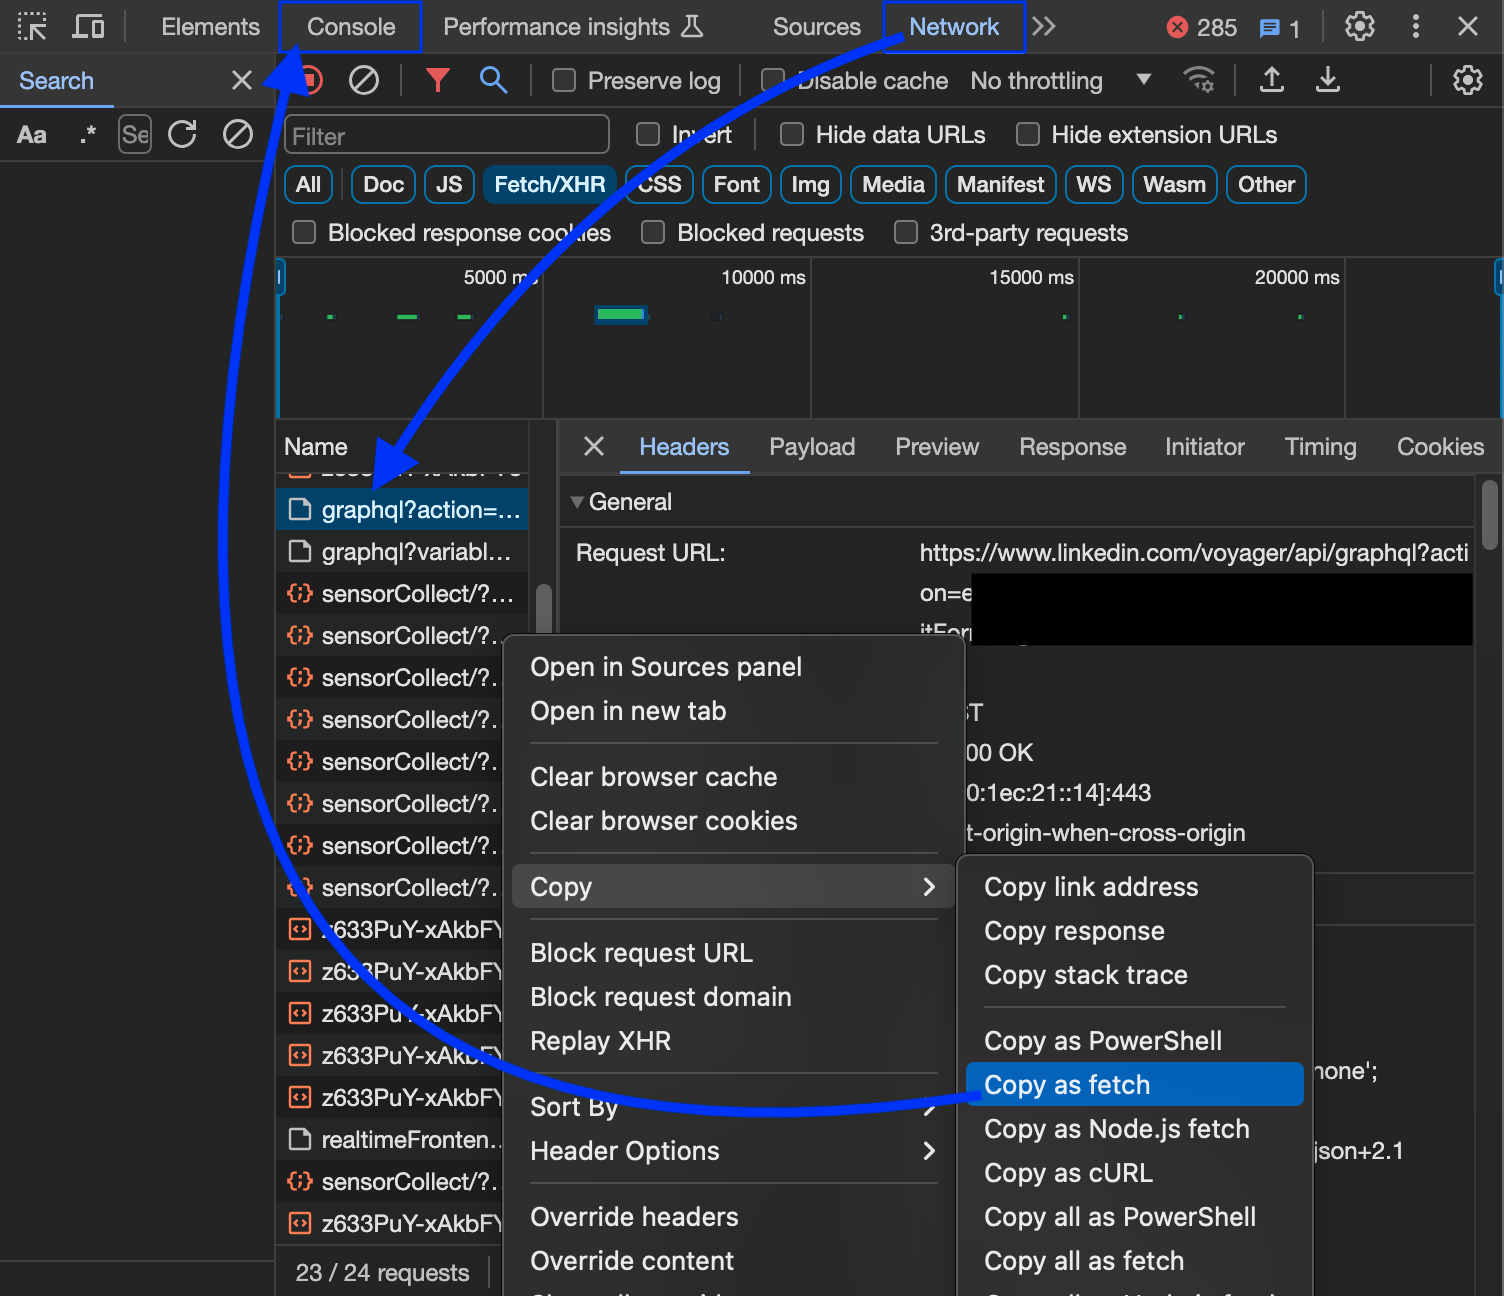 Elements Console Performance insights Sources Network 285 1
Search Preserve log Disable cache No throttling
Aa .* Se Filter Invert Hide data URLs Hide extension URLs
All Doc JS Fetch/XHR CSS Font Img Media Manifest WS Wasm Other
Blocked response cookies Blocked requests 3rd-party requests
5000 ms 10000 ms 15000 ms 20000 ms
Name Headers Payload Preview Response Initiator Timing Cookies
General
graphql?action=...
Request URL: https://www.linkedin.com/voyager/api/graphql?acti
graphql?variabl...
on=e
sensorCollect/?...
itForm
sensorCollect/?..
Open in Sources panel
sensorCollect/?.
Open in new tab
ST
sensorCollect/?.
00 OK
sensorCollect/?.
Clear browser cache
0:1ec:21::14]:443
sensorCollect/?.
Clear browser cookies
t-origin-when-cross-origin
sensorCollect/?.
sensorCollect/?.
Copy
Copy link address
z633PuY-xAkbFY
Copy response
Block request URL
z633PuY-xAkbFY
Copy stack trace
Block request domain
z633PuY-xAkbFY
Replay XHR
Copy as PowerShell
z633PuY-xAkbFY
none';
Copy as fetch
z633PuY-xAkbFY
Sort By
Copy as Node.js fetch
realtimeFronten..
Header Options
json+2.1
Copy as cURL
sensorCollect/?.
Override headers
Copy all as PowerShell
z633PuY-xAkbFY
Override content
Copy all as fetch
23 / 24 requests